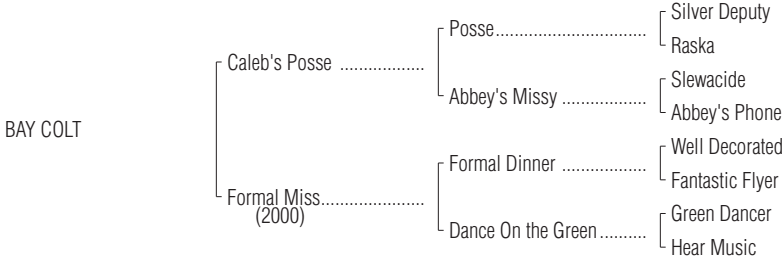 Silver Deputy
Posse..............................
Raska
Caleb's Posse ..................
Slewacide
Abbey's Missy ..................
Abbey's Phone
BAY COLT
Well Decorated
Formal Dinner ..................
Fantastic Flyer
Formal Miss......................
(2000)
Green Dancer
Dance On the Green..........
Hear Music